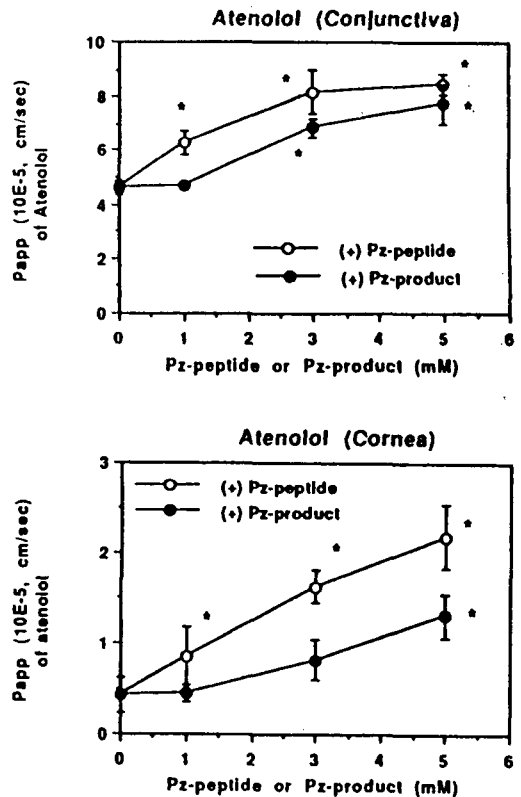 Atenolol (Conjunctiva)
10
8
6
4
2
0
Papp (10E-5, cm/sec)
of Atenolol
*
*
*
*
*
(+) Pz-peptide
(+) Pz-product
0 1 2 3 4 5 6
Pz-peptide or Pz-product (mM)
Atenolol (Cornea)
3
2
1
0
Papp (10E-5, cm/sec)
of atenolol
(+) Pz-peptide
(+) Pz-product
*
*
*
*
0 1 2 3 4 5 6
Pz-peptide or Pz-product (mM)